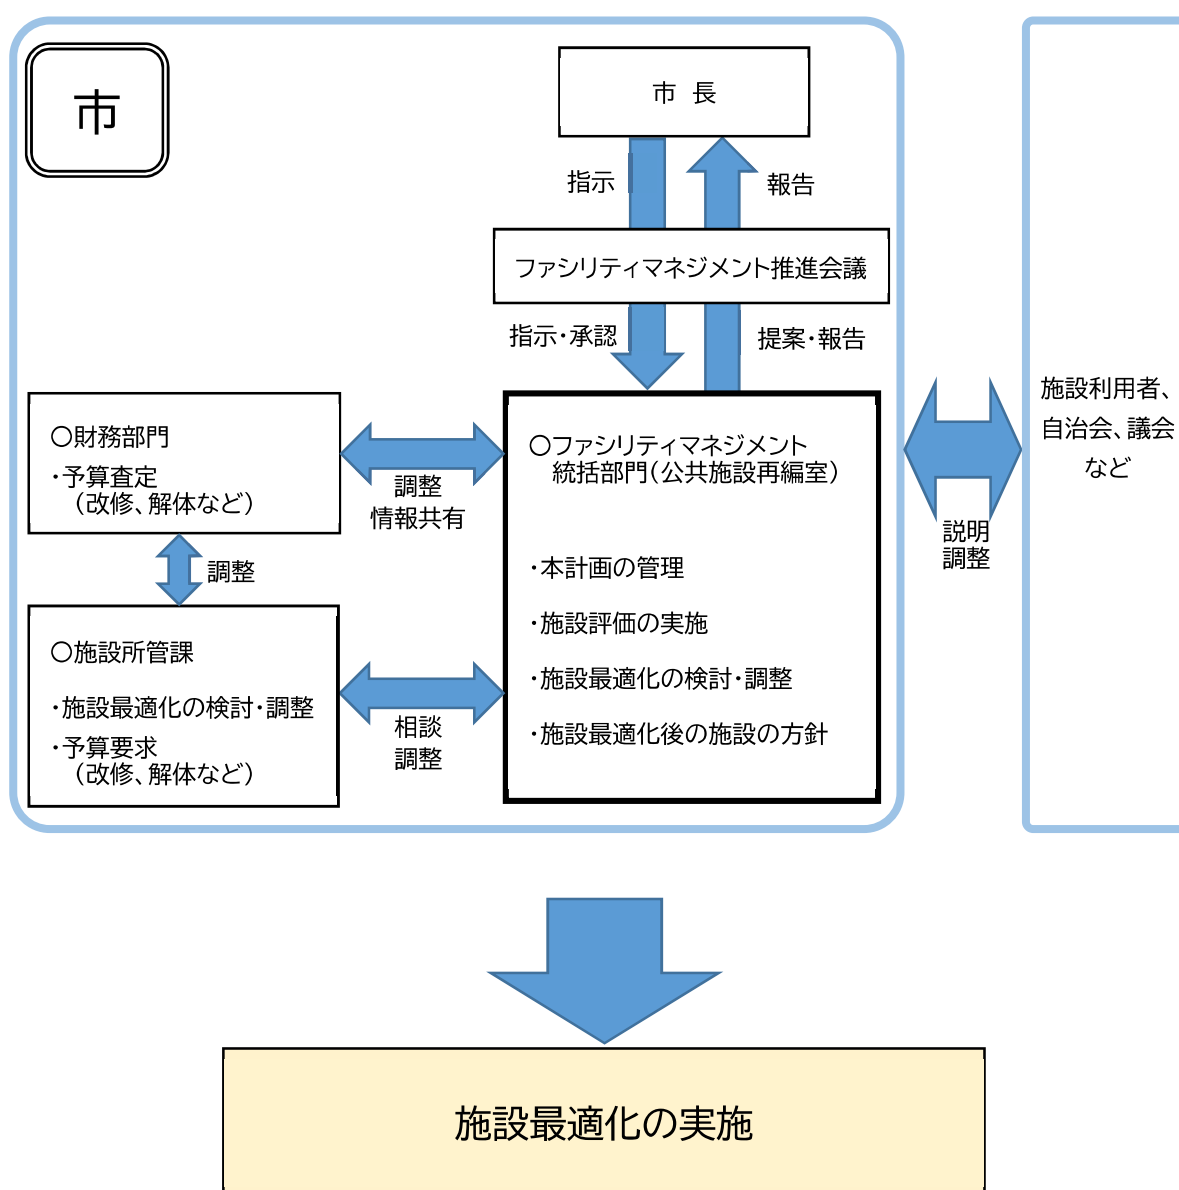 市
市 長
指示
報告
ファシリティマネジメント推進会議
指示・承認
提案・報告
〇財務部門
・予算査定
（改修、解体など）
調整
情報共有
〇ファシリティマネジメント
統括部門（公共施設再編室）
・本計画の管理
・施設評価の実施
・施設最適化の検討・調整
・施設最適化後の施設の方針
調整
〇施設所管課
・施設最適化の検討・調整
・予算要求
（改修、解体など）
相談
調整
説明
調整
施設利用者、
自治会、議会
など
施設最適化の実施